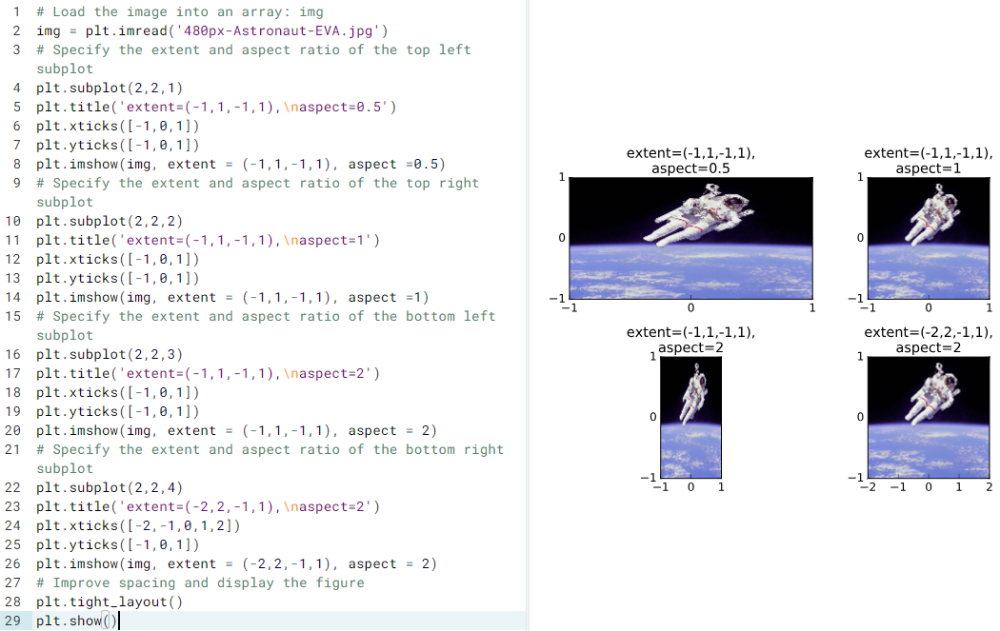 1 # Load the image into an array: img
2 img = plt.imread('480px-Astronaut-EVA.jpg')
3 # Specify the extent and aspect ratio of the top left
subplot
4 plt.subplot(2,2,1)
5 plt.title('extent=(-1,1,-1,1),\naspect=0.5')
6 plt.xticks([-1,0,1])
7 plt.yticks([-1,0,1])
8 plt.imshow(img, extent = (-1,1,-1,1), aspect =0.5)
9 # Specify the extent and aspect ratio of the top right
subplot
10 plt.subplot(2,2,2)
11 plt.title('extent=(-1,1,-1,1),\naspect=1')
12 plt.xticks([-1,0,1])
13 plt.yticks([-1,0,1])
14 plt.imshow(img, extent = (-1,1,-1,1), aspect =1)
15 # Specify the extent and aspect ratio of the bottom left
subplot
16 plt.subplot(2,2,3)
17 plt.title('extent=(-1,1,-1,1),\naspect=2')
18 plt.xticks([-1,0,1])
19 plt.yticks([-1,0,1])
20 plt.imshow(img, extent = (-1,1,-1,1), aspect = 2)
21 # Specify the extent and aspect ratio of the bottom right
subplot
22 plt.subplot(2,2,4)
23 plt.title('extent=(-2,2,-1,1),\naspect=2')
24 plt.xticks([-2,-1,0,1,2])
25 plt.yticks([-1,0,1])
26 plt.imshow(img, extent = (-2,2,-1,1), aspect = 2)
27 # Improve spacing and display the figure
28 plt.tight_layout()
29 plt.show()
extent=(-1,1,-1,1),
aspect=0.5
1
0
−1
−1 0 1
extent=(-1,1,-1,1),
aspect=1
1
0
−1
−1 0 1
extent=(-1,1,-1,1),
aspect=2
1
0
−1
−1 0 1
extent=(-2,2,-1,1),
aspect=2
1
0
−1
−2 −1 0 1 2